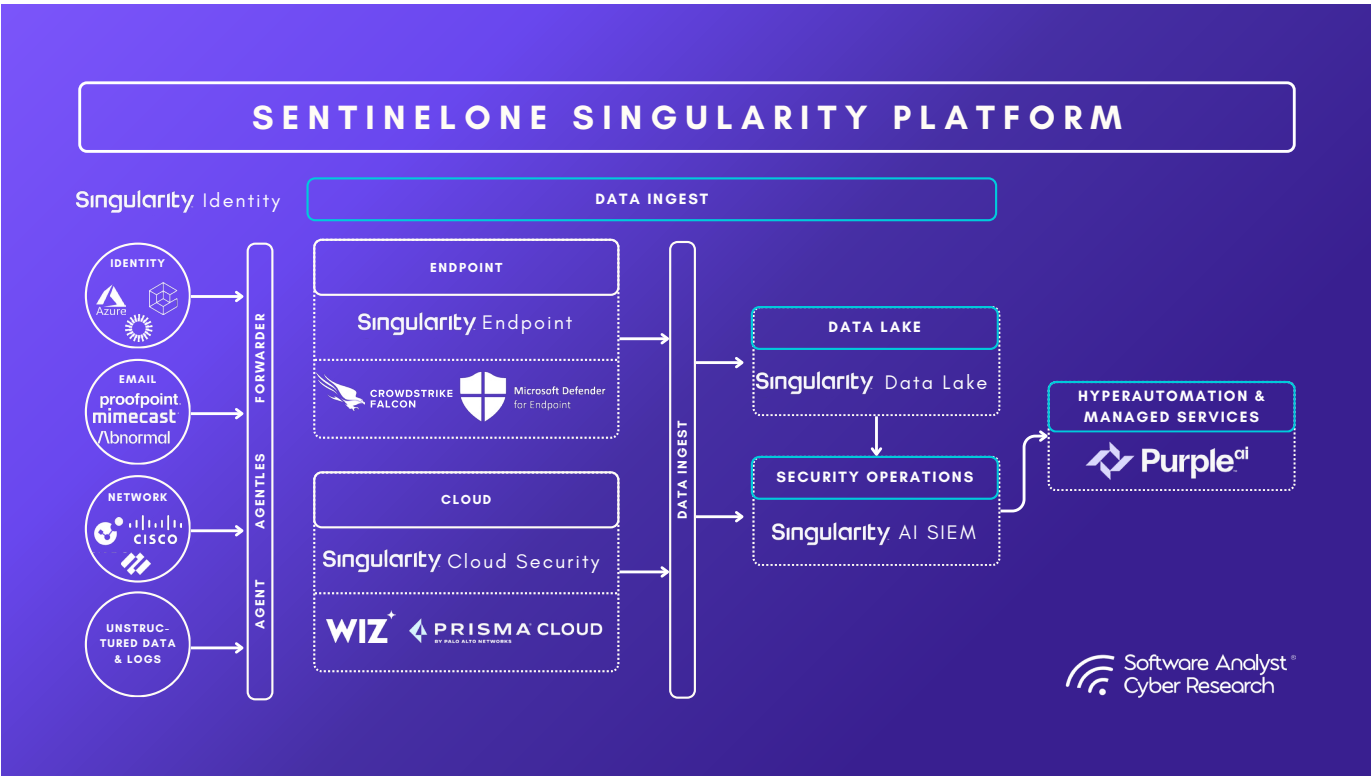 SENTINELONE SINGULARITY PLATFORM
Singularity Identity
DATA INGEST
IDENTITY
Azure
EMAIL
proofpoint.
mimecast
Abnormal
NETWORK
CISCO
UNSTRUC-
TURED DATA
& LOGS
FORWARDER
AGENTLES
AGENT
ENDPOINT
Singularity Endpoint
CROWDSTRIKE
FALCON
Microsoft Defender
for Endpoint
CLOUD
Singularity Cloud Security
WIZ
PRISMA CLOUD
BY PALO ALTO NETWORKS
DATA INGEST
DATA LAKE
Singularity Data Lake
SECURITY OPERATIONS
Singularity AI SIEM
HYPERAUTOMATION &
MANAGED SERVICES
Purple ai
Software Analyst®
Cyber Research